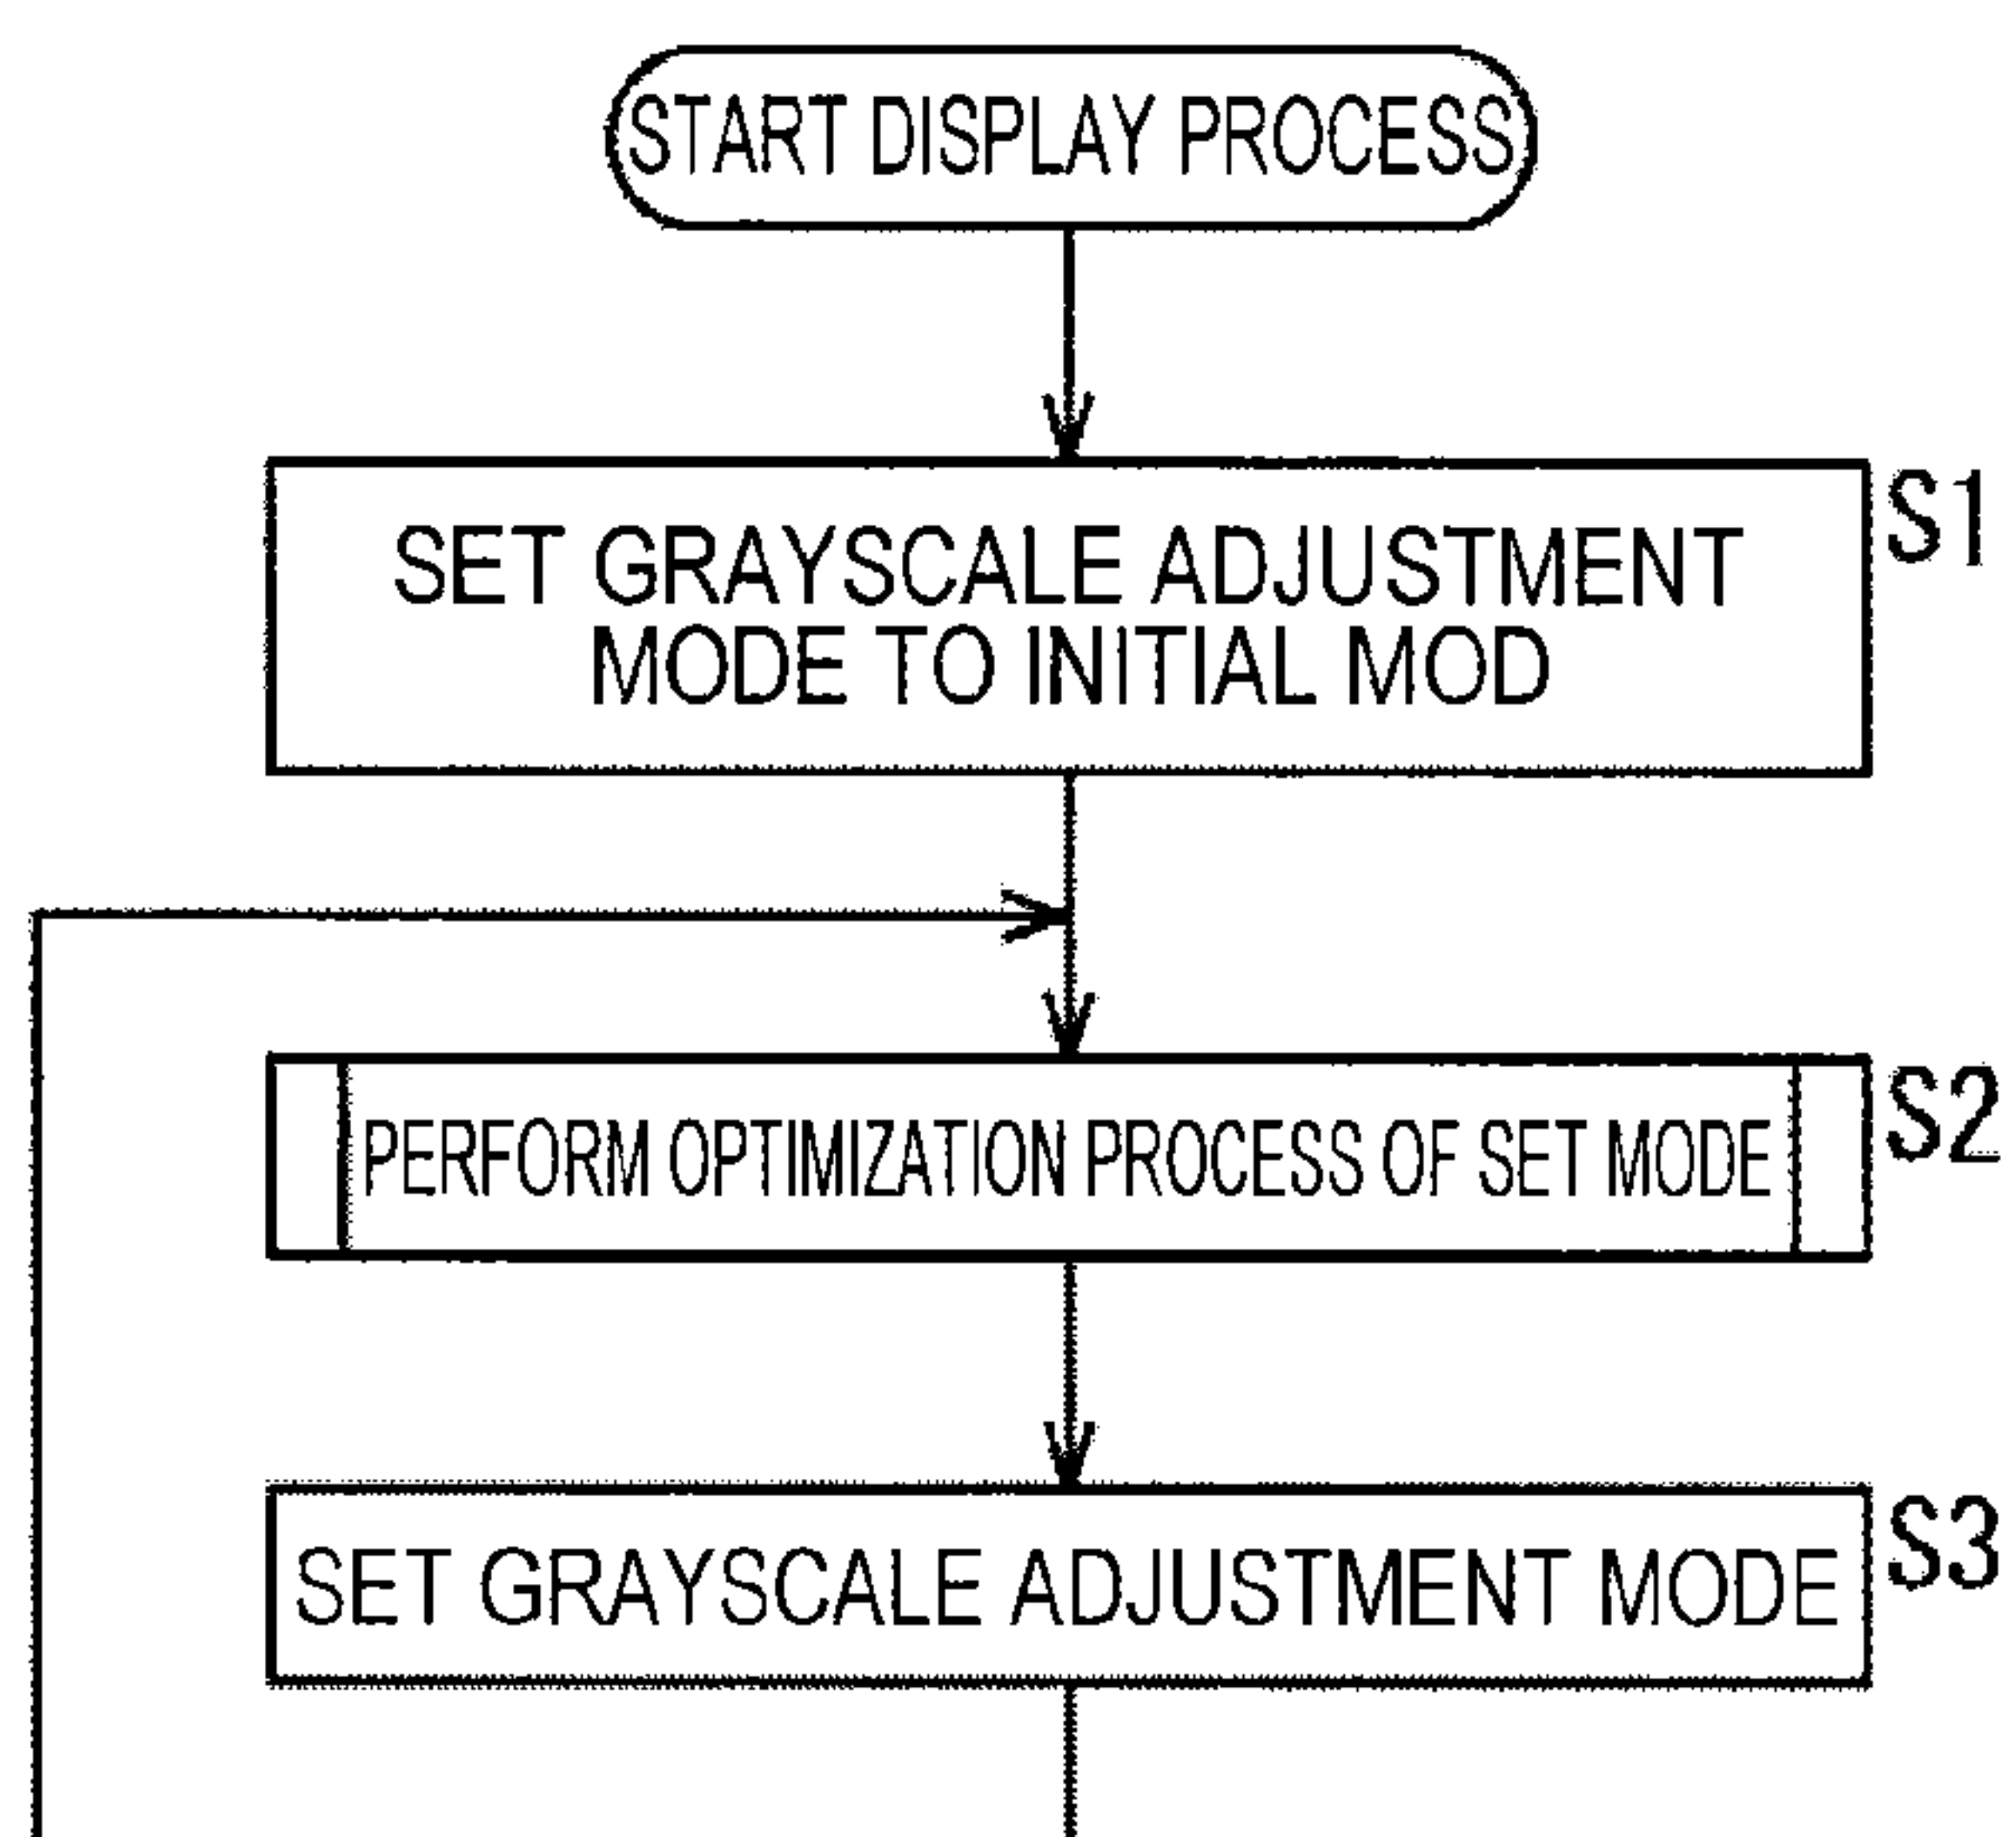 START DISPLAY PROCESS
S1
SET GRAYSCALE ADJUSTMENT
MODE TO INITIAL MOD
S2
PERFORM OPTIMIZATION PROCESS OF SET MODE
S3
SET GRAYSCALE ADJUSTMENT MODE